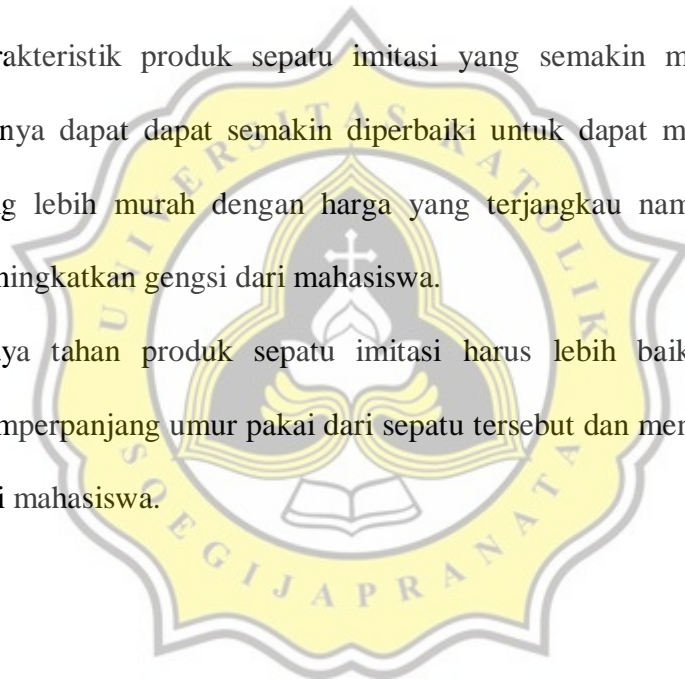 rakteristik produk sepatu imitasi yang semakin m
nya dapat dapat semakin diperbaiki untuk dapat m
g lebih murah dengan harga yang terjangkau nam
ningkatkan gengsi dari mahasiswa.
ya tahan produk sepatu imitasi harus lebih baik
mperpanjang umur pakai dari sepatu tersebut dan mer
i mahasiswa.
UNIVERSITAS KATOLIK
SOEGIJAPRANATA